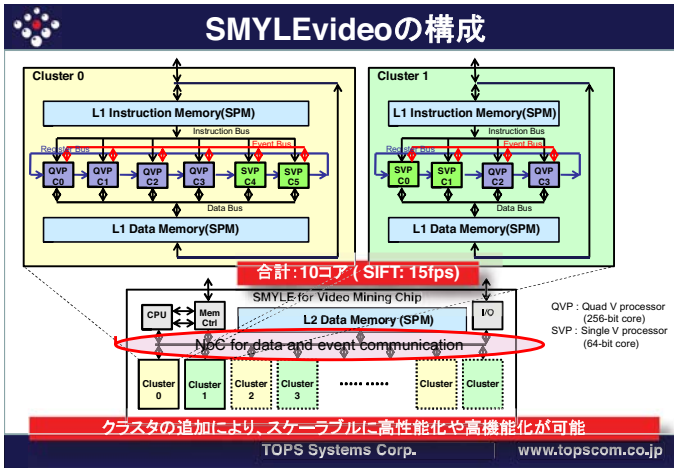 SMYLEvideoの構成
Cluster 0
L1 Instruction Memory(SPM)
Instruction Bus
Register Bus
Event Bus
QVP C0
QVP C1
QVP C2
QVP C3
SVP C4
SVP C5
Data Bus
L1 Data Memory(SPM)
Cluster 1
L1 Instruction Memory(SPM)
Instruction Bus
Register Bus
Event Bus
SVP C0
SVP C1
QVP C2
QVP C3
Data Bus
L1 Data Memory(SPM)
合計:10コア ( SIFT: 15fps)
SMYLE for Video Mining Chip
CPU
Mem Ctrl
L2 Data Memory (SPM)
I/O
QVP : Quad V processor
(256-bit core)
SVP : Single V processor
(64-bit core)
NoC for data and event communication
Cluster 0
Cluster 1
Cluster 2
Cluster 3
Cluster
Cluster
クラスタの追加により、スケーラブルに高性能化や高機能化が可能
TOPS Systems Corp.
www.topscom.co.jp